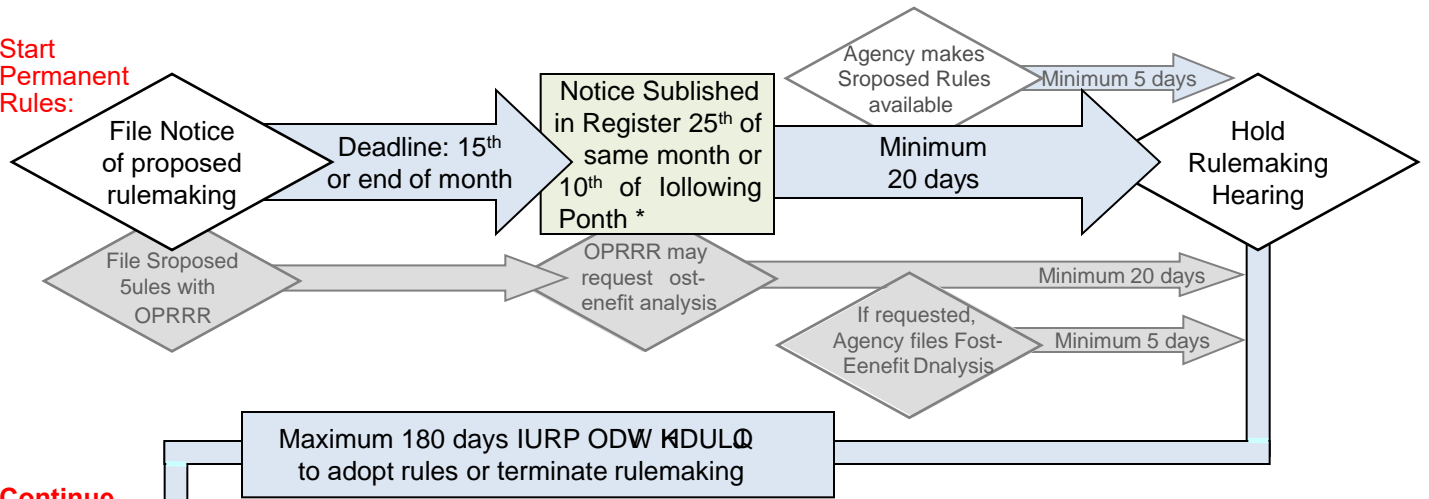 Start
Permanent
Rules:
File Notice
of proposed
rulemaking
Deadline: 15th
or end of month
Notice Sublished
in Register 25th of
same month or
10th of Iollowing
Ponth *
Agency makes
Sroposed Rules
available
Minimum 5 days
Minimum
20 days
Hold
Rulemaking
Hearing
File Sroposed
5ules with
OPRRR
OPRRR may
request ost-
enefit analysis
Minimum 20 days
If requested,
Agency files Fost-
Eenefit Dnalysis
Minimum 5 days
Maximum 180 days IURP ODVW KHDULQJ
to adopt rules or terminate rulemaking
Continue